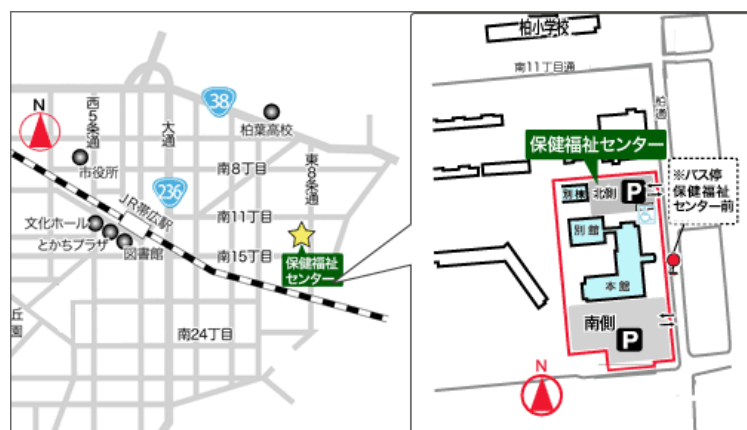 N
西5条通
大通
38
柏葉高校
東8条通
市役所
南8丁目
236
JR帯広駅
南11丁目
文化ホール
とかちプラザ
図書館
南15丁目
保健福祉
センター
丘
園
南24丁目
柏小学校
南11丁目通
柏通
保健福祉センター
※バス停
保健福祉
センター前
別棟
北側
P
別館
本館
南側
P
N